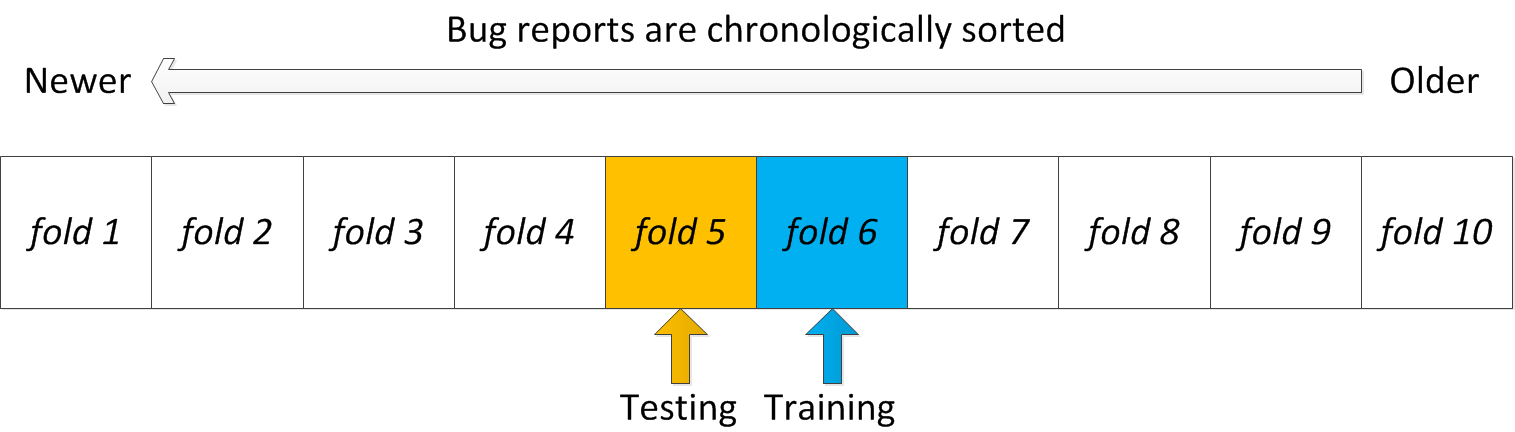 Bug reports are chronologically sorted
Newer
Older
fold 1
fold 2
fold 3
fold 4
fold 5
fold 6
fold 7
fold 8
fold 9
fold 10
Testing
Training